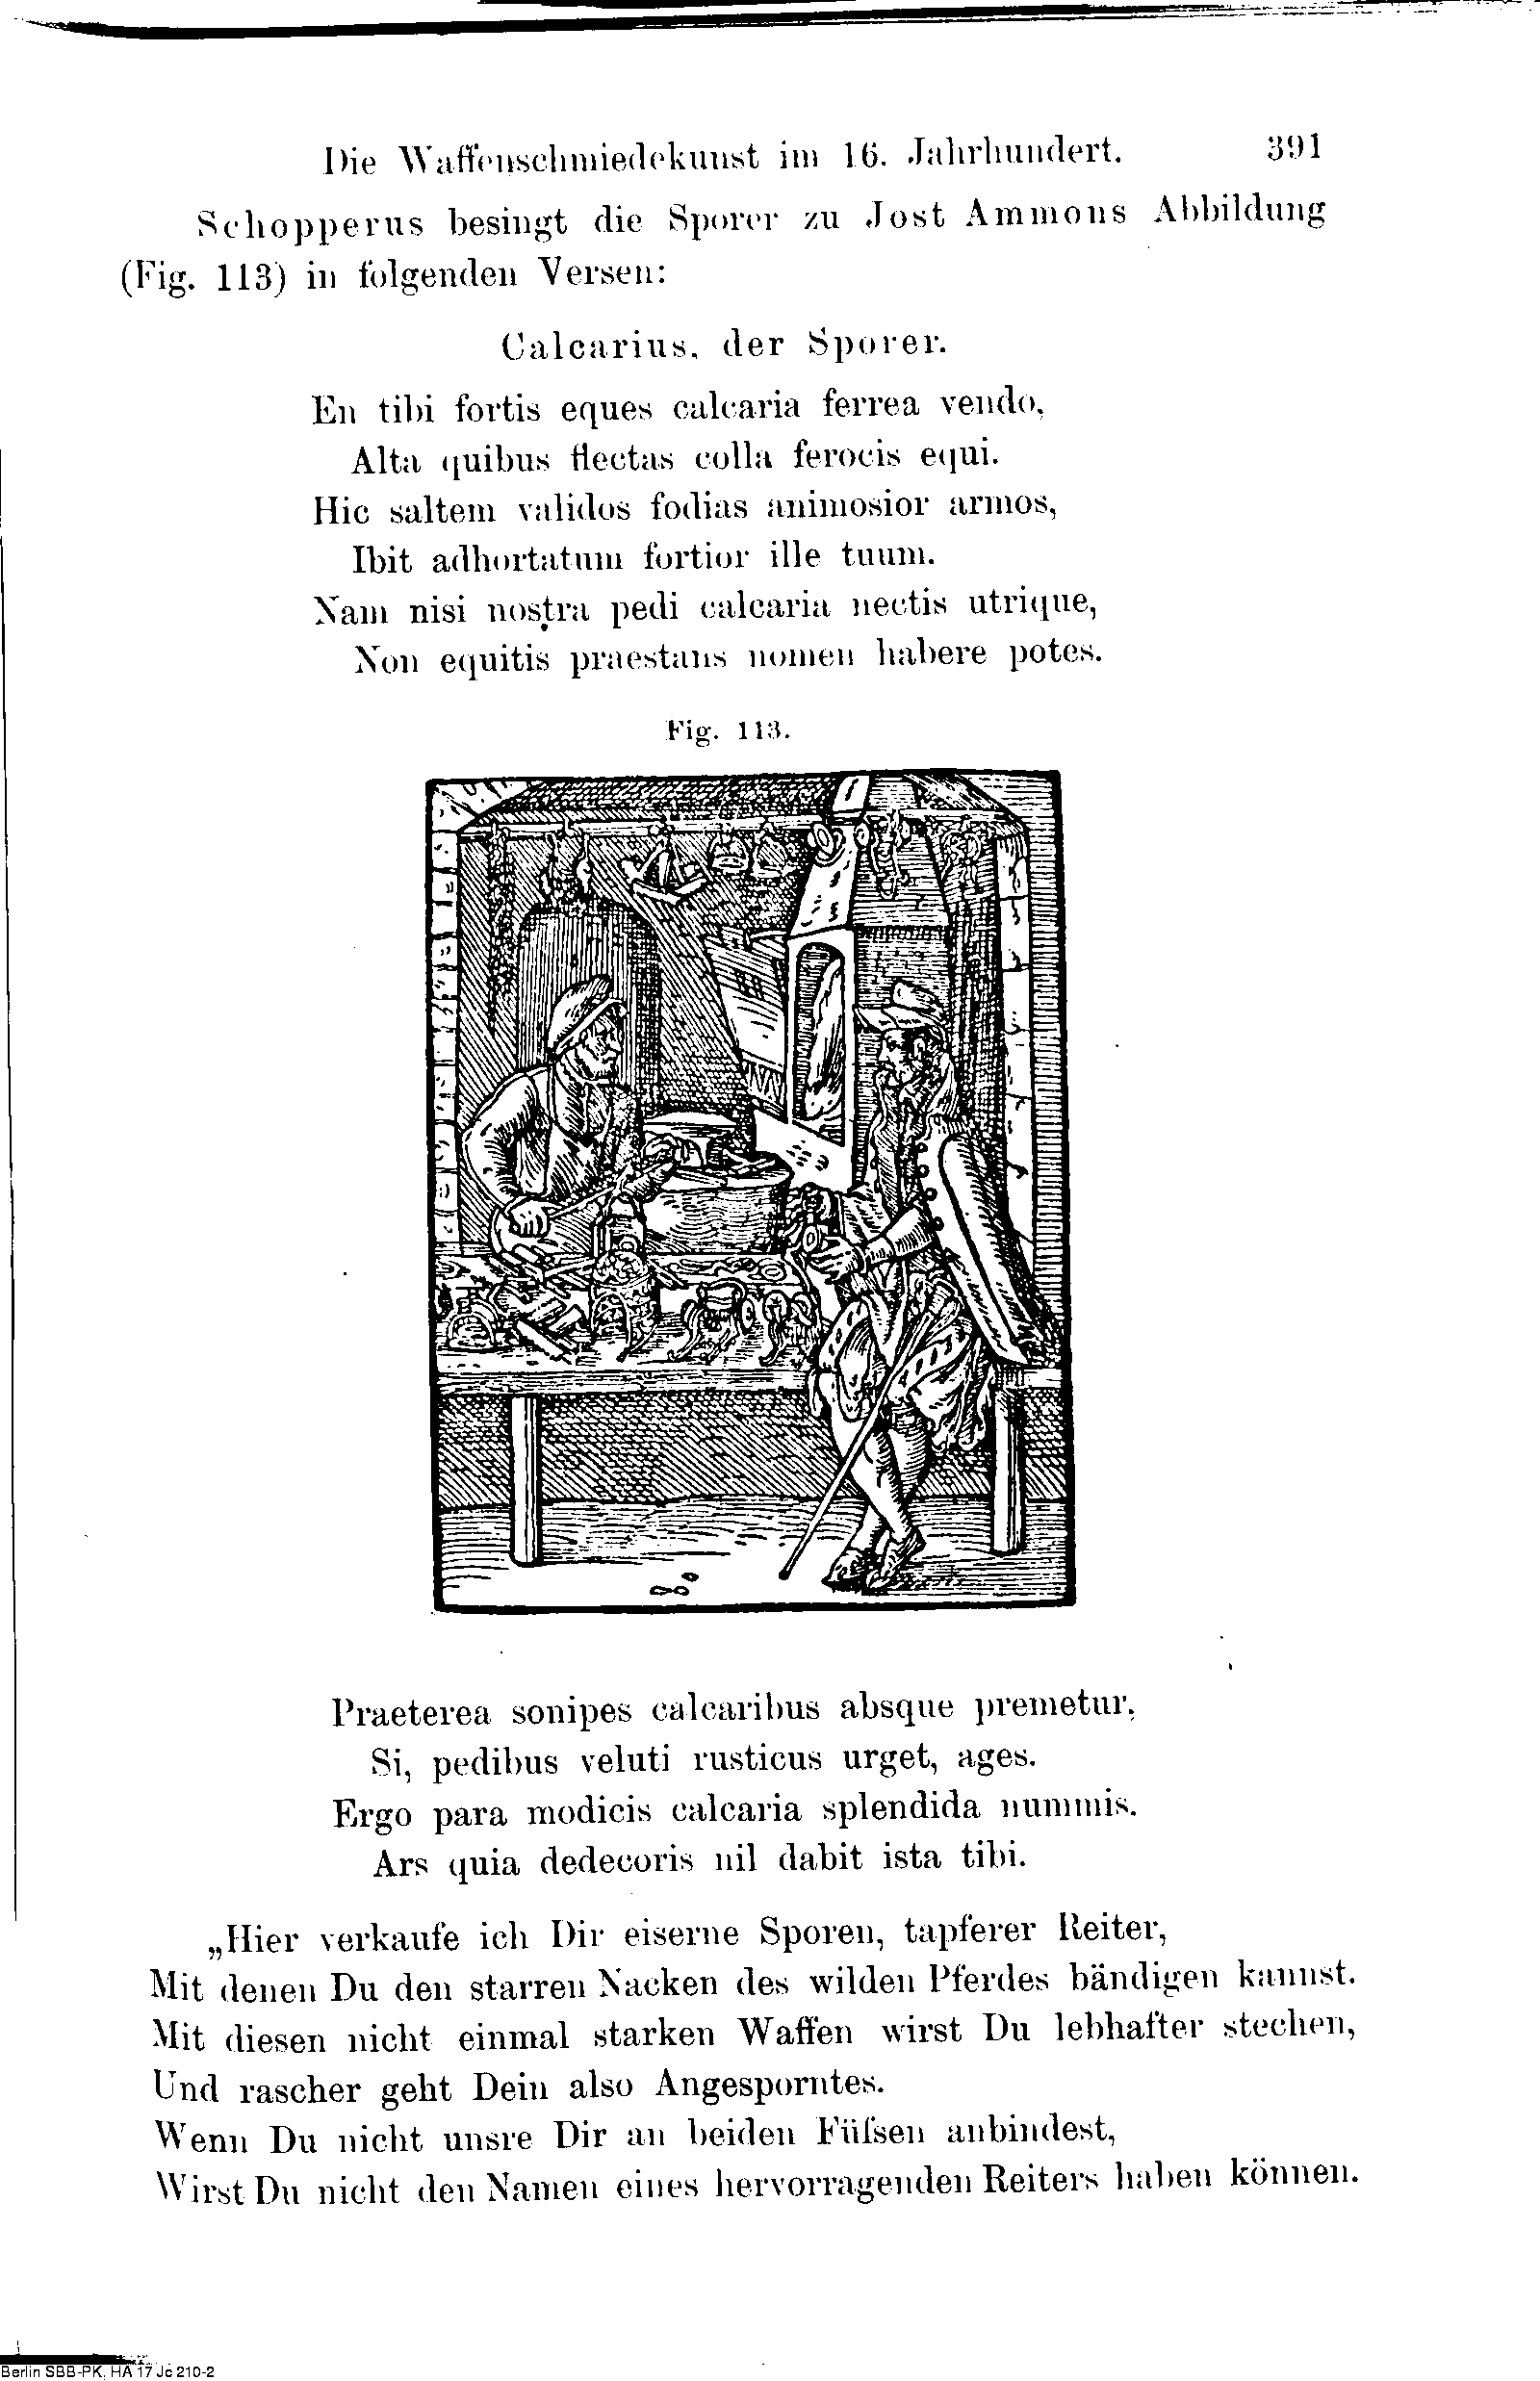 Die Waffenschmiedekunst im 16. Jahrhundert. 391
Schopperus besingt die Sporer zu Jost Ammons Abbildung
(Fig. 113) in folgenden Versen:
Calcarius, der Sporer.
En tibi fortis eques calcaria ferrea vendo,
Alta quibus flectas colla ferocis equi.
Hic saltem validos fodias animosior armos,
Ibit adhortatum fortior ille tuum.
Nam nisi nostra pedi calcaria nectis utrique,
Non equitis praestans nomen habere potes.
Fig. 113.
Praeterea sonipes calcaribus absque premetur,
Si, pedibus veluti rusticus urget, ages.
Ergo para modicis calcaria splendida nummis.
Ars quia dedecoris nil dabit ista tibi.
„Hier verkaufe ich Dir eiserne Sporen, tapferer Reiter,
Mit denen Du den starren Nacken des wilden Pferdes bändigen kannst.
Mit diesen nicht einmal starken Waffen wirst Du lebhafter stechen,
Und rascher geht Dein also Angesporntes.
Wenn Du nicht unsre Dir an beiden Füſsen anbindest,
Wirst Du nicht den Namen eines hervorragenden Reiters haben können.
Berlin SBB-PK, HA 17 Jc 210-2